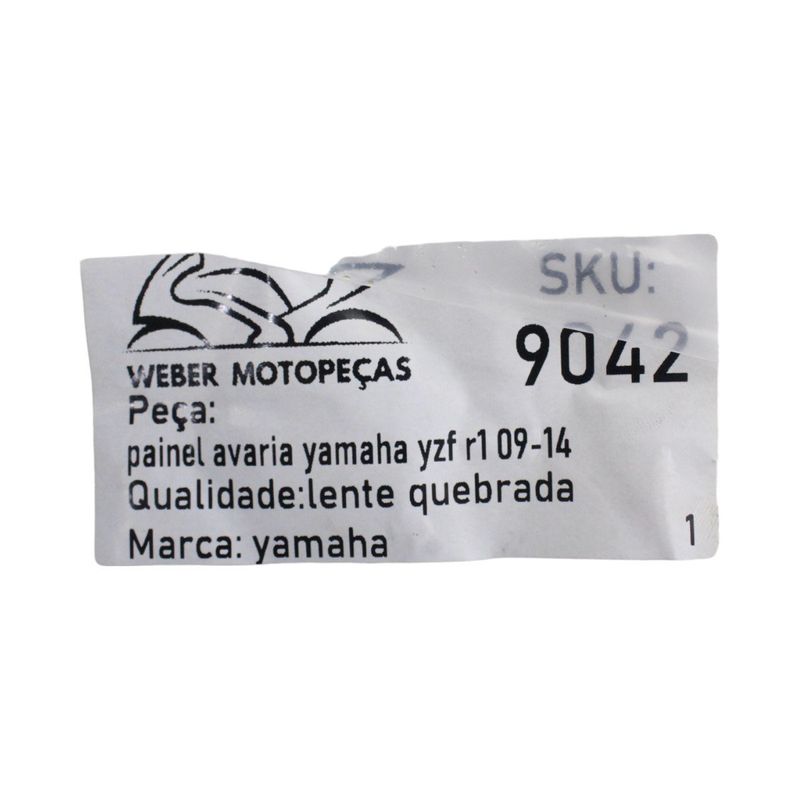 SKU:
9042
WEBER MOTOPEÇAS
Peça:
painel avaria yamaha yzf r1 09-14
Qualidade:lente quebrada
Marca: yamaha
1